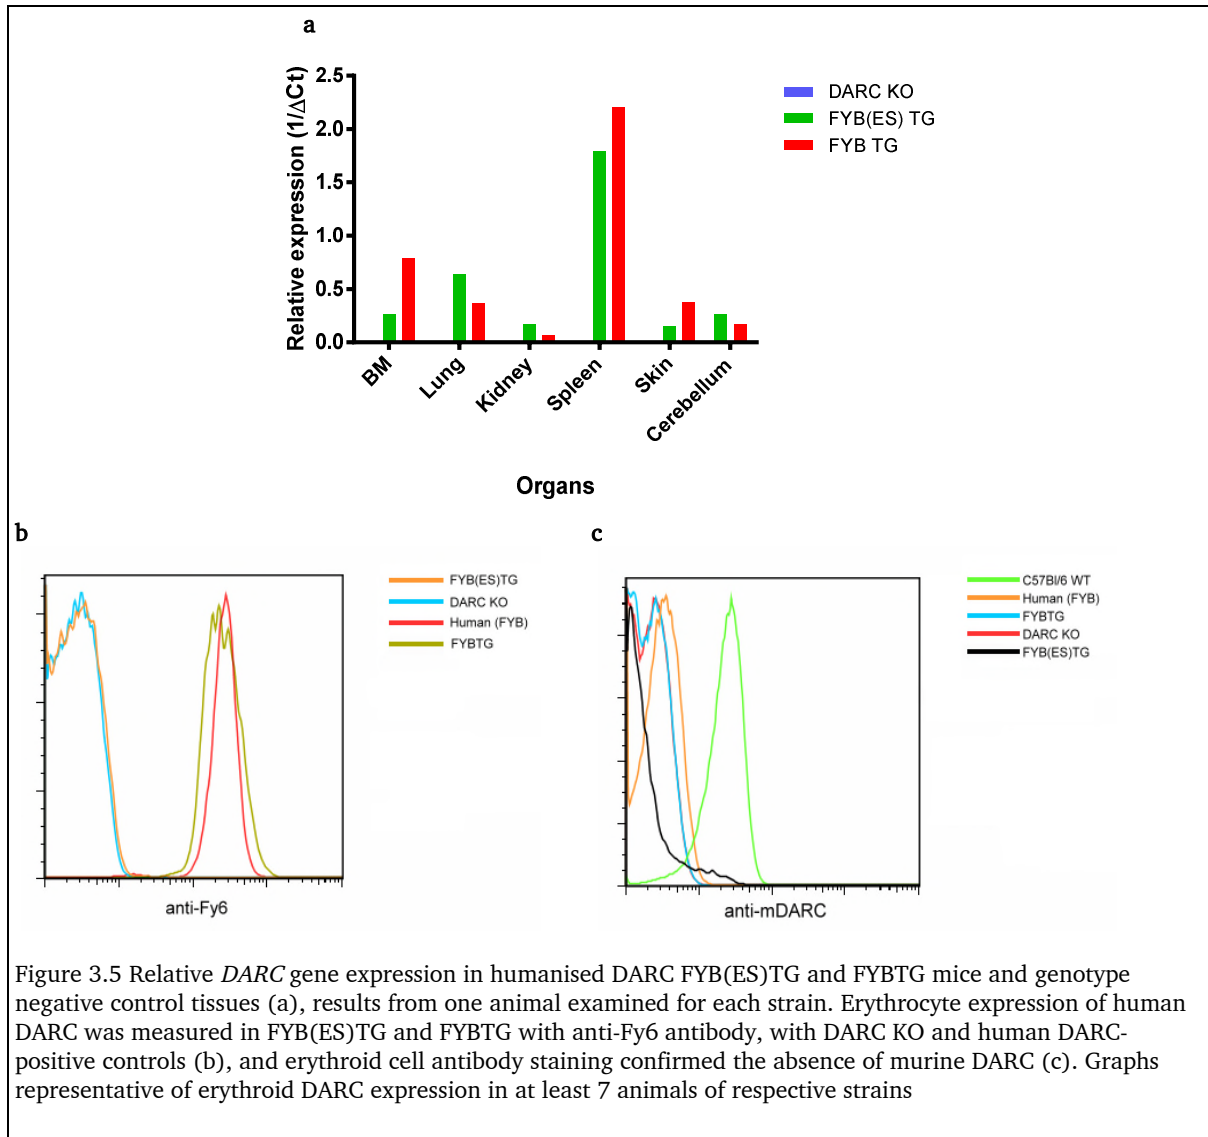 a
Relative expression (1/ΔCt)
2.5
2.0
1.5
1.0
0.5
0.0
BM
Lung
Kidney
Spleen
Skin
Cerebellum
Organs
DARC KO
FYB(ES) TG
FYB TG
b
FYB(ES)TG
DARC KO
Human (FYB)
FYBTG
anti-Fy6
c
C57Bl/6 WT
Human (FYB)
FYBTG
DARC KO
FYB(ES)TG
anti-mDARC
Figure 3.5 Relative DARC gene expression in humanised DARC FYB(ES)TG and FYBTG mice and genotype
negative control tissues (a), results from one animal examined for each strain. Erythrocyte expression of human
DARC was measured in FYB(ES)TG and FYBTG with anti-Fy6 antibody, with DARC KO and human DARC-
positive controls (b), and erythroid cell antibody staining confirmed the absence of murine DARC (c). Graphs
representative of erythroid DARC expression in at least 7 animals of respective strains